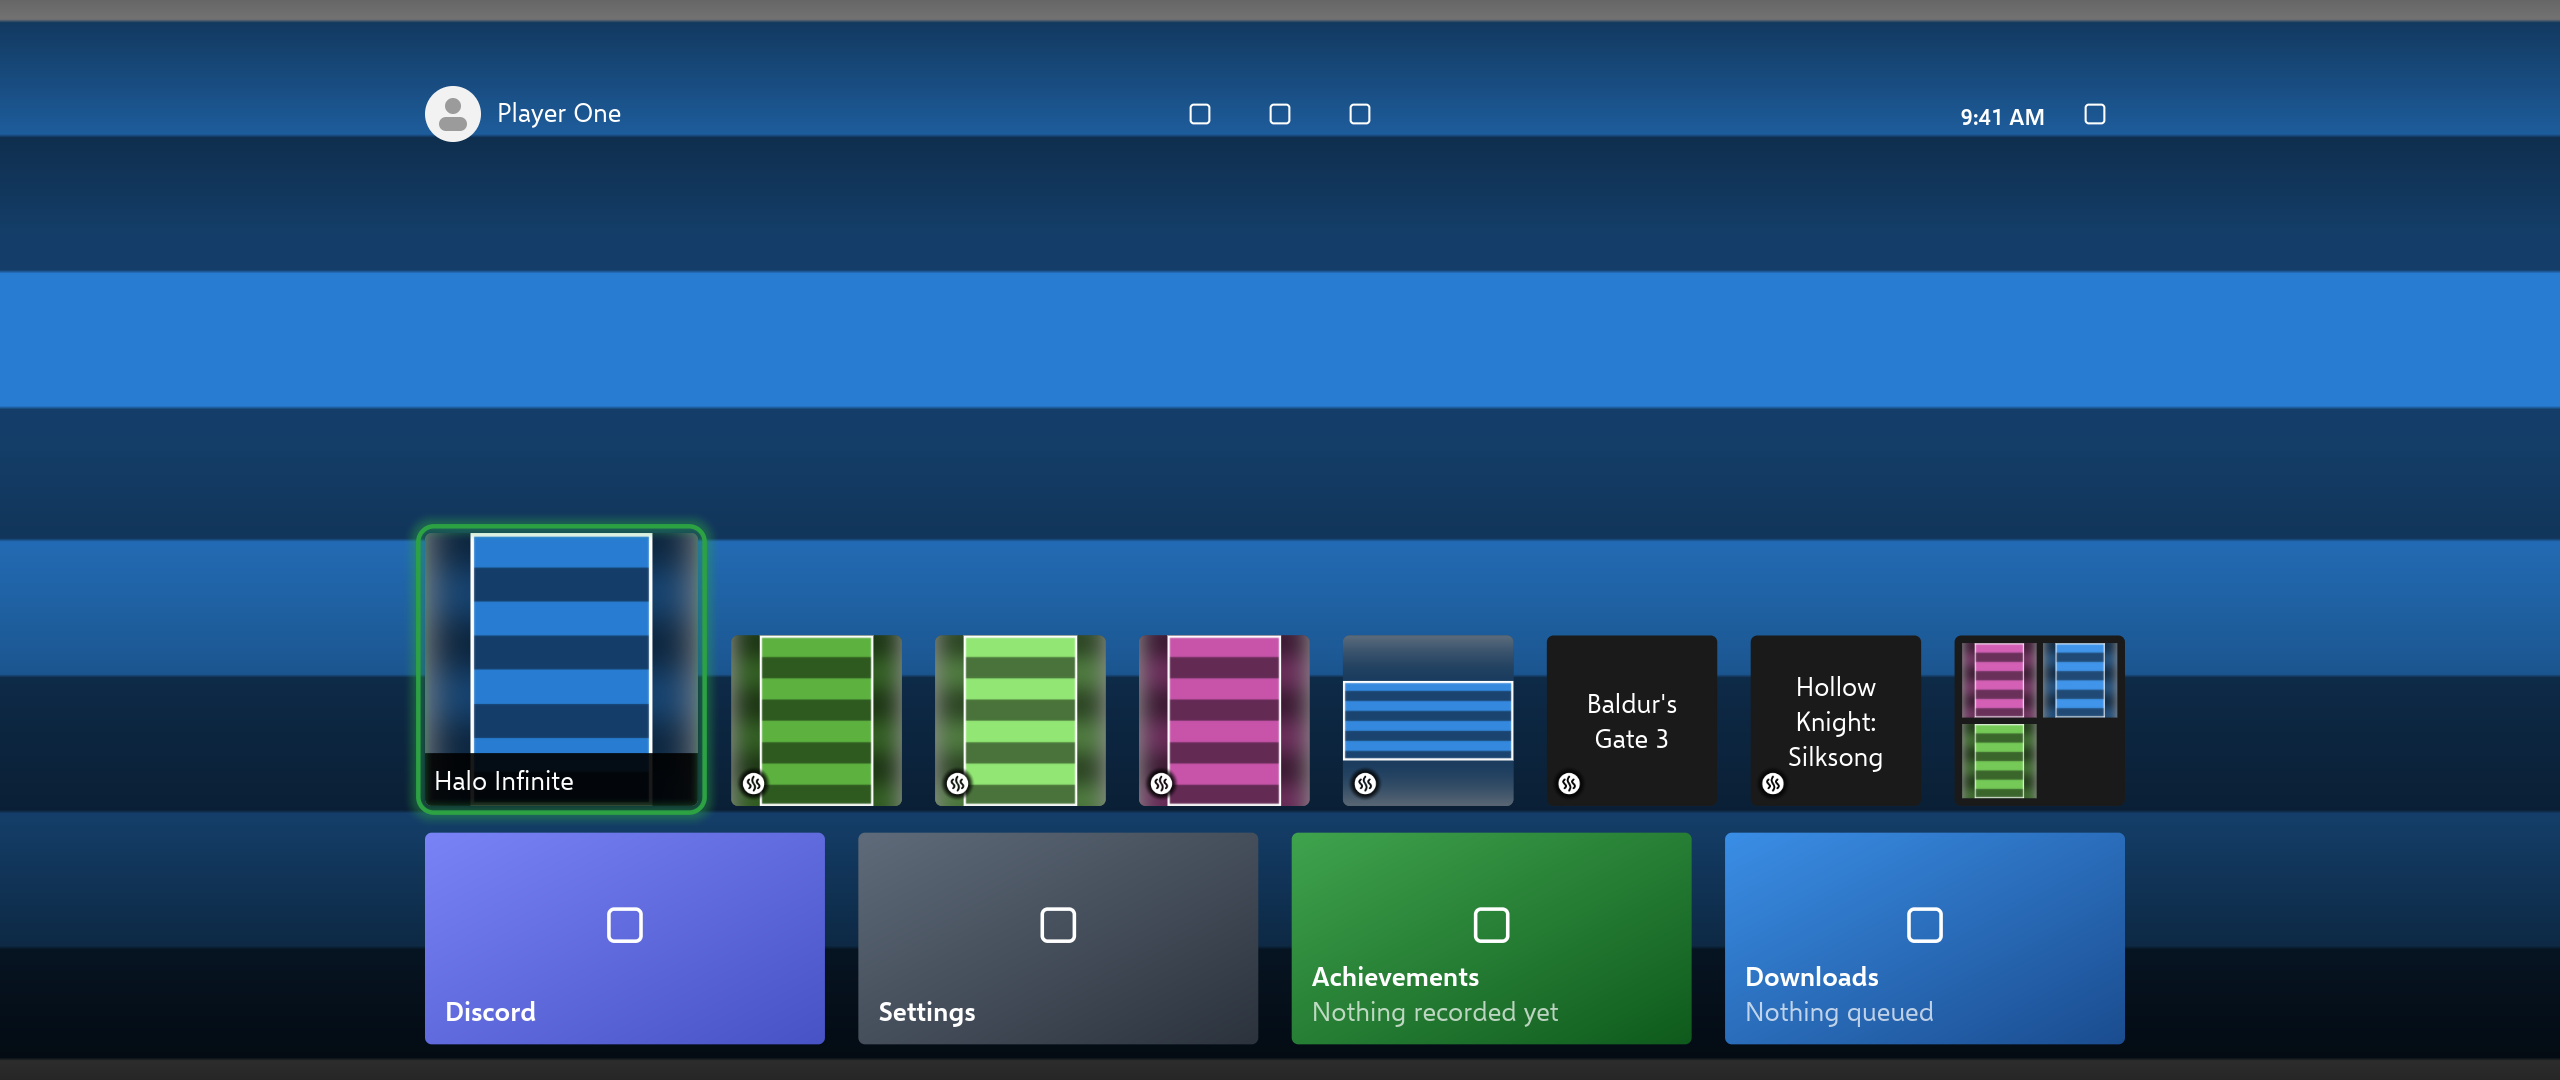 Player One
9:41 AM
Halo Infinite
Baldur's
Gate 3
Hollow
Knight:
Silksong
Discord
Settings
Achievements
Nothing recorded yet
Downloads
Nothing queued